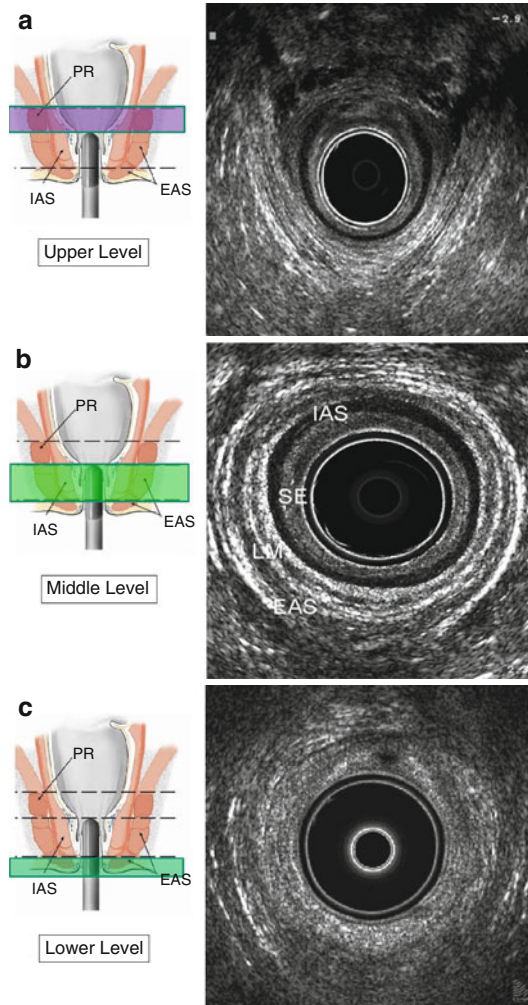 a
PR
IAS
EAS
Upper Level
−2.9
b
PR
IAS
EAS
Middle Level
IAS
SE
LM
EAS
c
PR
IAS
EAS
Lower Level